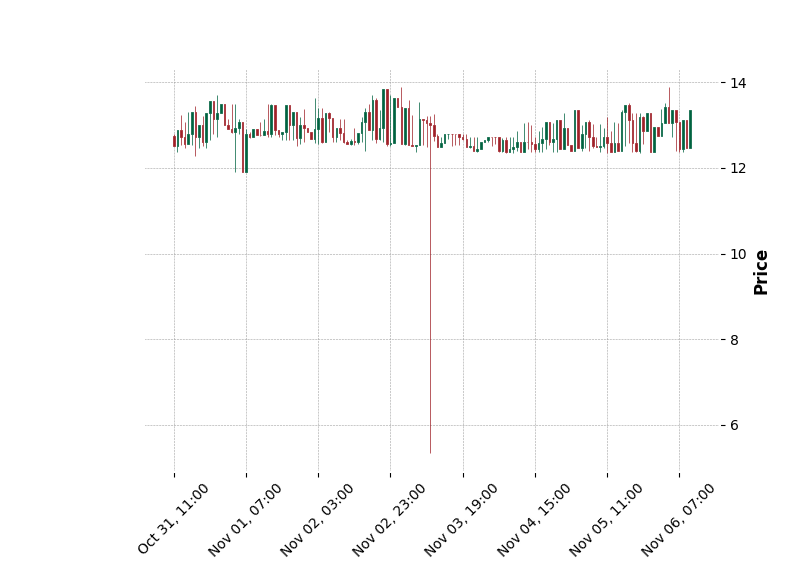 14
12
10
8
6
Price
Oct 31, 11:00
Nov 01, 07:00
Nov 02, 03:00
Nov 02, 23:00
Nov 03, 19:00
Nov 04, 15:00
Nov 05, 11:00
Nov 06, 07:00